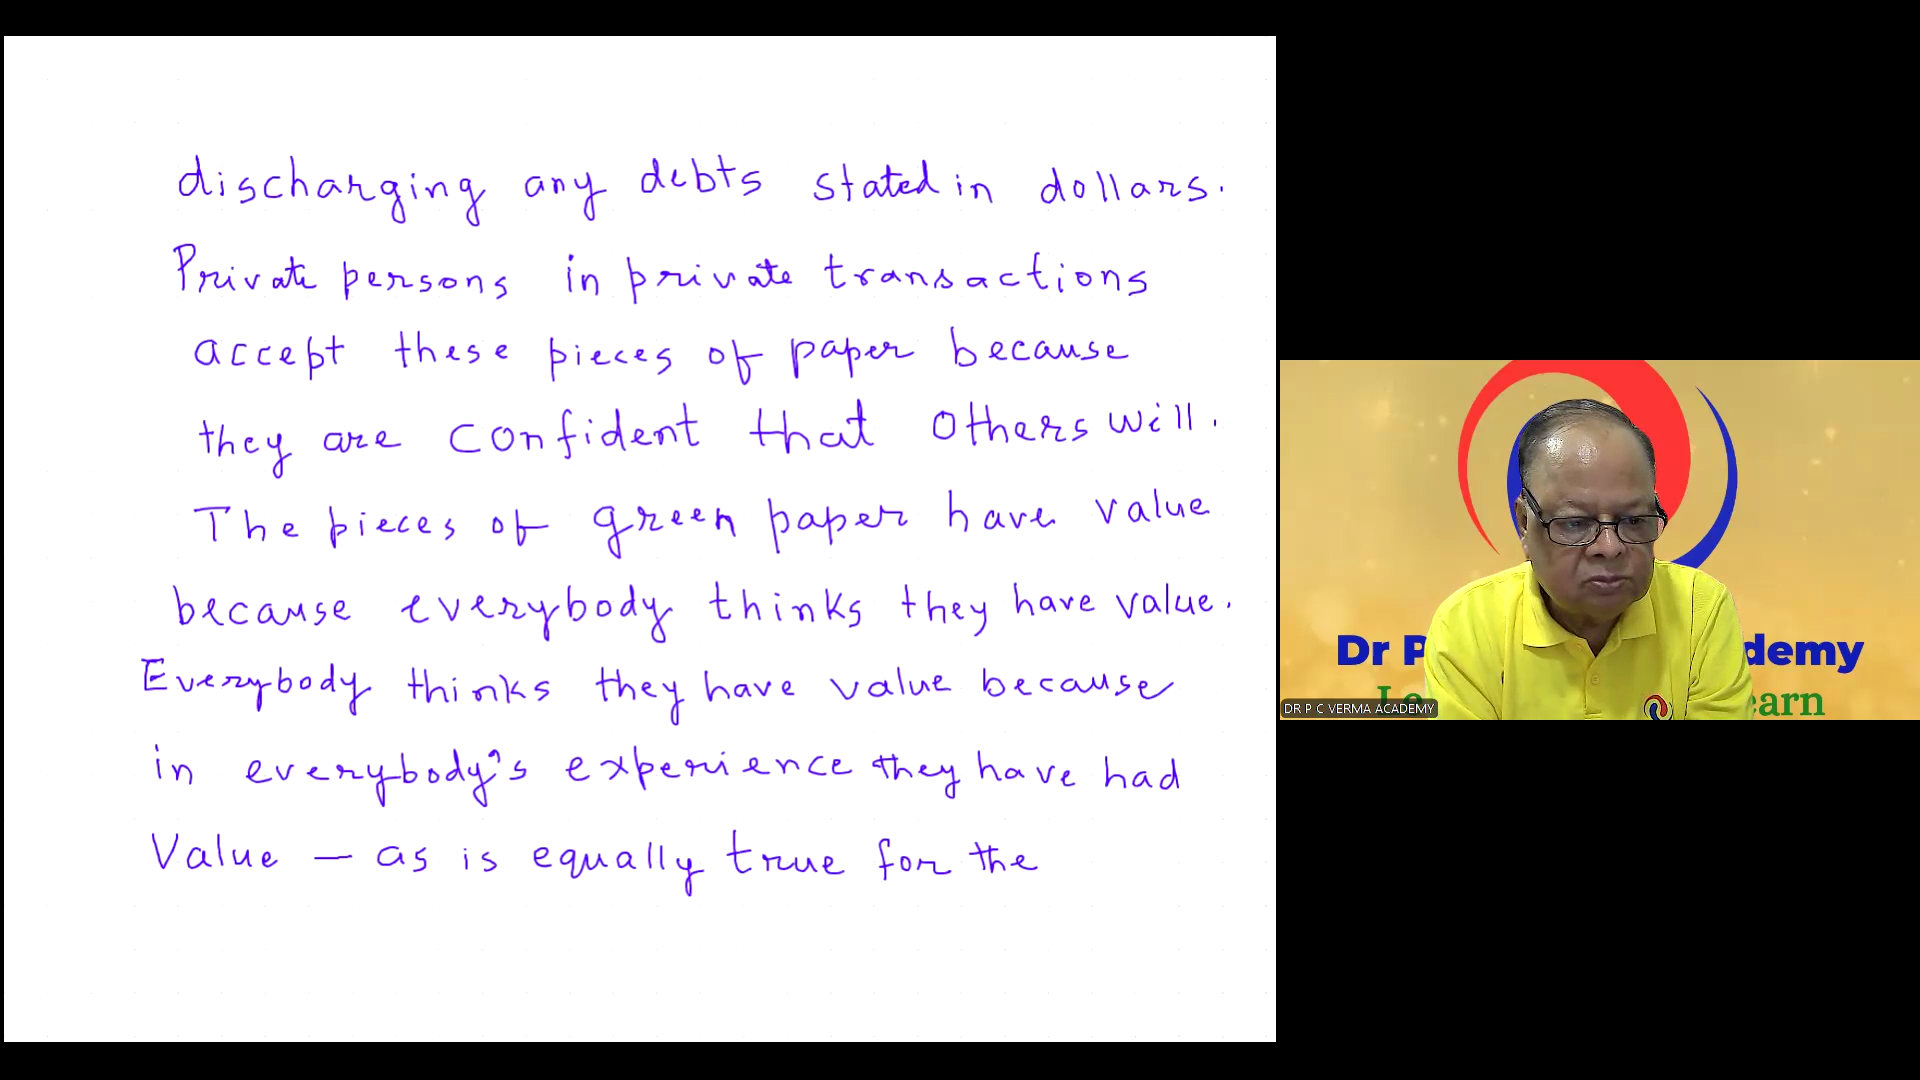 discharging any debts stated in dollars.
Private persons in private transactions
accept these pieces of paper because
they are confident that others will.
The pieces of green paper have value
because everybody thinks they have value.
Everybody thinks they have value because
in everybody's experience they have had
Value — as is equally true for the
Dr P demy
Le earn
DR P C VERMA ACADEMY